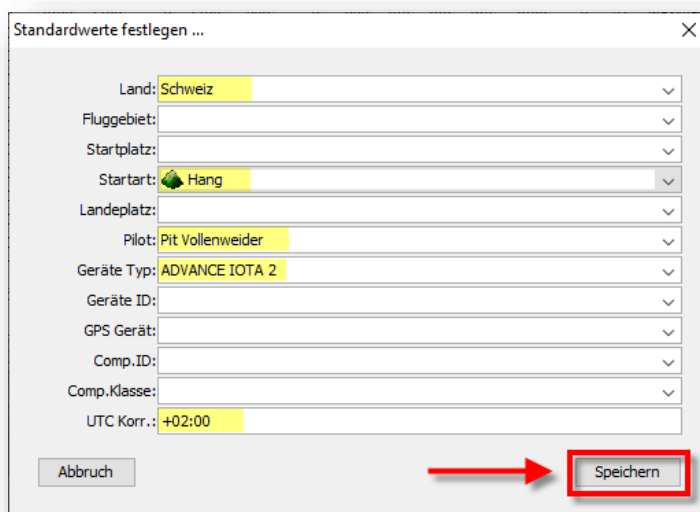 Standardwerte festlegen ...
Land: Schweiz
Fluggebiet:
Startplatz:
Startart: Hang
Landeplatz:
Pilot: Pit Vollenweider
Geräte Typ: ADVANCE IOTA 2
Geräte ID:
GPS Gerät:
Comp.ID:
Comp.Klasse:
UTC Korr.: +02:00
Abbruch Speichern